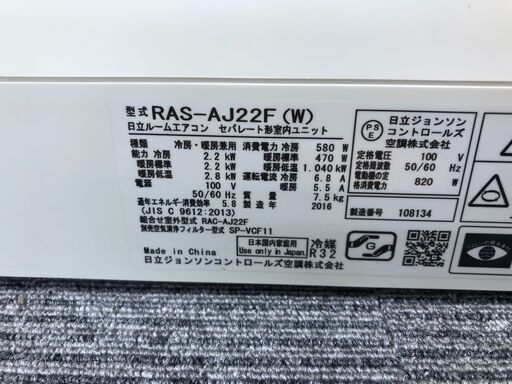 型式 RAS-AJ22F (W)
日立ルームエアコン セパレート形室内ユニット
種類 冷房・暖房兼用 消費電力 冷房 580 W
能力 冷房 2.2 kW 暖房標準 470 W
暖房標準 2.2 kW 暖房低温 1.040 kW
暖房低温 2.8 kW 運転電流 冷房 6.8 A
電源 100 V 暖房 5.5 A
50/60 Hz 質量 7.5 kg
通年エネルギー消費効率 5.8 2016
(JIS C 9612:2013)
組合せ室外型式 RAC-AJ22F
別売空気清浄フィルター型式 SP-VCF11
Made in China
日本国内家庭用
Use only in Japan.
冷媒
R32
日立ジョンソンコントロールズ空調株式会社
PSE
日立ジョンソン
コントロールズ
空調株式会社
定格電圧 100 V
定格周波数 50/60 Hz
電動機の定
格消費電力 820 W
製造番号 108134
G